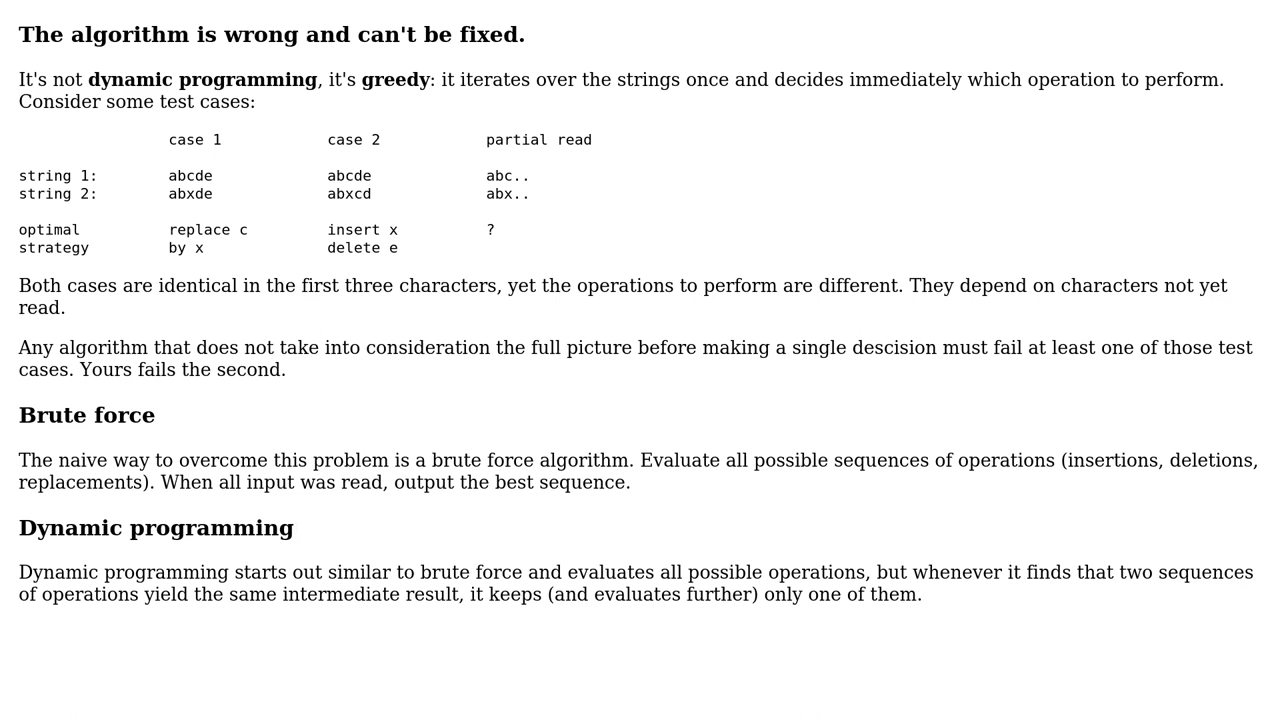 The algorithm is wrong and can't be fixed.
It's not dynamic programming, it's greedy: it iterates over the strings once and decides immediately which operation to perform.
Consider some test cases:
case 1 case 2 partial read
string 1: abcde abcde abc..
string 2: abxde abxcd abx..
optimal replace c insert x ?
strategy by x delete e
Both cases are identical in the first three characters, yet the operations to perform are different. They depend on characters not yet
read.
Any algorithm that does not take into consideration the full picture before making a single descision must fail at least one of those test
cases. Yours fails the second.
Brute force
The naive way to overcome this problem is a brute force algorithm. Evaluate all possible sequences of operations (insertions, deletions,
replacements). When all input was read, output the best sequence.
Dynamic programming
Dynamic programming starts out similar to brute force and evaluates all possible operations, but whenever it finds that two sequences
of operations yield the same intermediate result, it keeps (and evaluates further) only one of them.